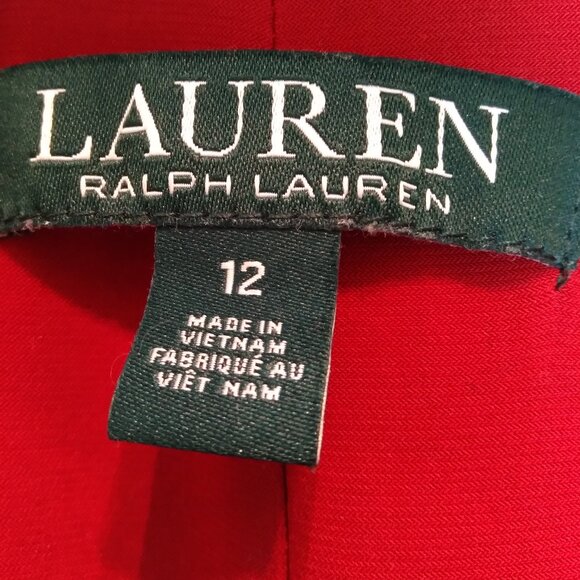 LAUREN
RALPH LAUREN
12
MADE IN
VIETNAM
FABRIQUÉ AU
VIÊT NAM